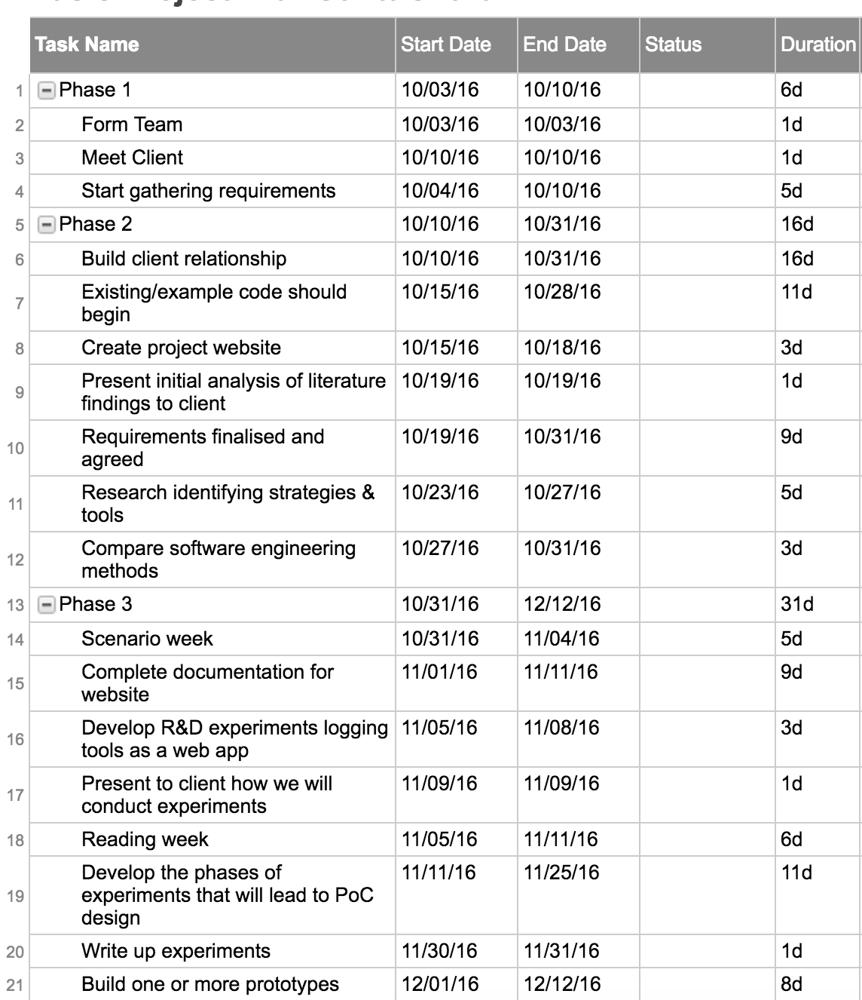 Task Name Start Date End Date Status Duration
1 Phase 1 10/03/16 10/10/16 6d
2 Form Team 10/03/16 10/03/16 1d
3 Meet Client 10/10/16 10/10/16 1d
4 Start gathering requirements 10/04/16 10/10/16 5d
5 Phase 2 10/10/16 10/31/16 16d
6 Build client relationship 10/10/16 10/31/16 16d
7 Existing/example code should 10/15/16 10/28/16 11d
begin
8 Create project website 10/15/16 10/18/16 3d
9 Present initial analysis of literature 10/19/16 10/19/16 1d
findings to client
10 Requirements finalised and 10/19/16 10/31/16 9d
agreed
11 Research identifying strategies & 10/23/16 10/27/16 5d
tools
12 Compare software engineering 10/27/16 10/31/16 3d
methods
13 Phase 3 10/31/16 12/12/16 31d
14 Scenario week 10/31/16 11/04/16 5d
15 Complete documentation for 11/01/16 11/11/16 9d
website
16 Develop R&D experiments logging 11/05/16 11/08/16 3d
tools as a web app
17 Present to client how we will 11/09/16 11/09/16 1d
conduct experiments
18 Reading week 11/05/16 11/11/16 6d
19 Develop the phases of 11/11/16 11/25/16 11d
experiments that will lead to PoC
design
20 Write up experiments 11/30/16 11/31/16 1d
21 Build one or more prototypes 12/01/16 12/12/16 8d